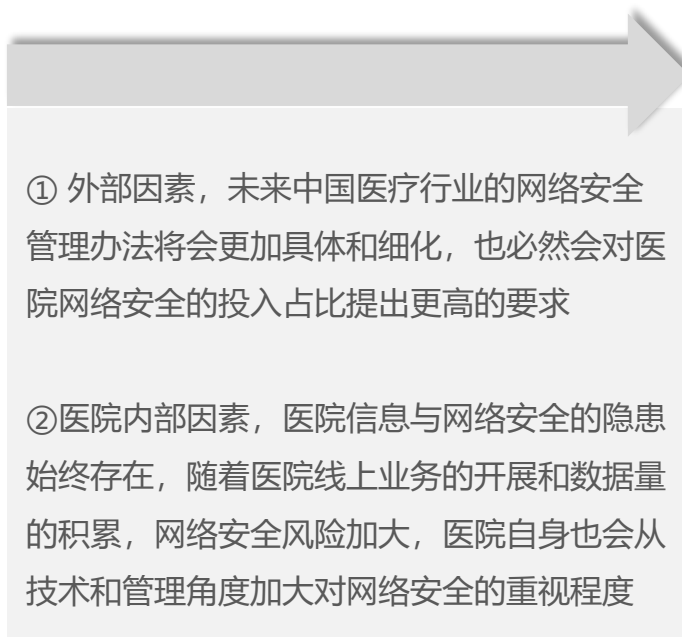 ① 外部因素，未来中国医疗行业的网络安全
管理办法将会更加具体和细化，也必然会对医
院网络安全的投入占比提出更高的要求
②医院内部因素，医院信息与网络安全的隐患
始终存在，随着医院线上业务的开展和数据量
的积累，网络安全风险加大，医院自身也会从
技术和管理角度加大对网络安全的重视程度